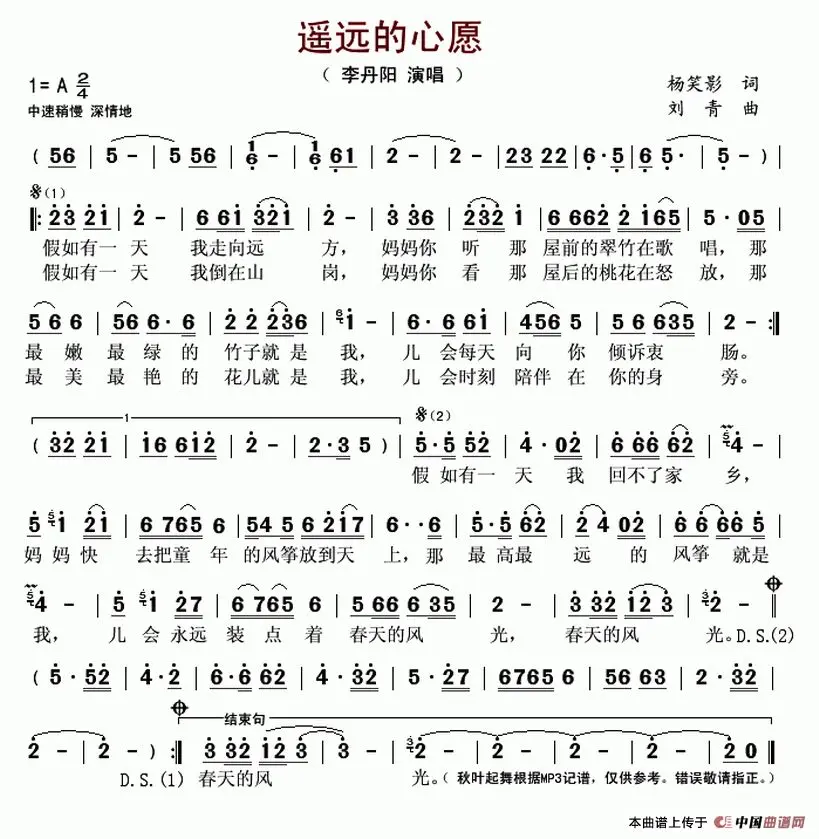 遥远的心愿
（ 李丹阳 演唱 ）
1= A 2/4
杨笑影 词
中速稍慢 深情地
刘 青 曲
( 56 | 5 - | 5 56 | 1/6 - | 1/6 61 | 2 - | 2 - | 23 22 | 6·5 | 6 5· | 5 - ) |
𝄋(1)
‖: 23 21 | 2 - | 6 61 321 | 2 - | 3 36 | 232 1 | 6 662 2 165 | 5 · 05 |
假如有一 天 我走向远 方， 妈妈你 听 那 屋前的翠竹在歌 唱，那
假如有一 天 我倒在山 岗， 妈妈你 看 那 屋后的桃花在怒 放，那
5 6 6 | 56 6· 6 | 2 2 236 | 5 1 - | 6· 6 61 | 456 5 | 5 6 635 | 2 - :‖
最 嫩 最 绿 的 竹子就 是 我， 儿 会每天 向 你 倾诉衷 肠。
最 美 最 艳 的 花儿就 是 我， 儿 会时刻 陪伴 在 你的身 旁。
1
𝄋(2)
( 32 21 | 16 612 | 2 - | 2·3 5 ) | 5·5 52 | 4·02 | 6 66 62 | 5 4 - |
假 如有一 天 我 回不了家 乡，
5 5 1 21 | 6 765 6 | 54 5 6 217 | 6· 52 | 5·5 62 | 2 4 02 | 6 6 66 5 |
妈 妈 快 去把童 年 的风筝放到天 上，那 最 高最 远 的 风筝 就是
5 4 - | 5 5 1 27 | 6 765 6 | 5 66 6 35 | 2 - | 3 32 12 3 | 3 2 - ‖
我， 儿 会 永远 装 点 着 春天的风 光， 春天的风 光。D.S.(2)
( 5·52 | 4·2 | 6·6 62 | 4·32 | 5·27 | 6765 6 | 56 63 | 2·32 |
结束句
2 - | 2 - ) :‖ 3 32 12 3 | 3 - | 3 2 - | 2 - | 2 - | 2 0 ‖
D.S.(1) 春天的风 光。（ 秋叶起舞根据MP3记谱，仅供参考。错误敬请指正。）
本曲谱上传于 中国曲谱网